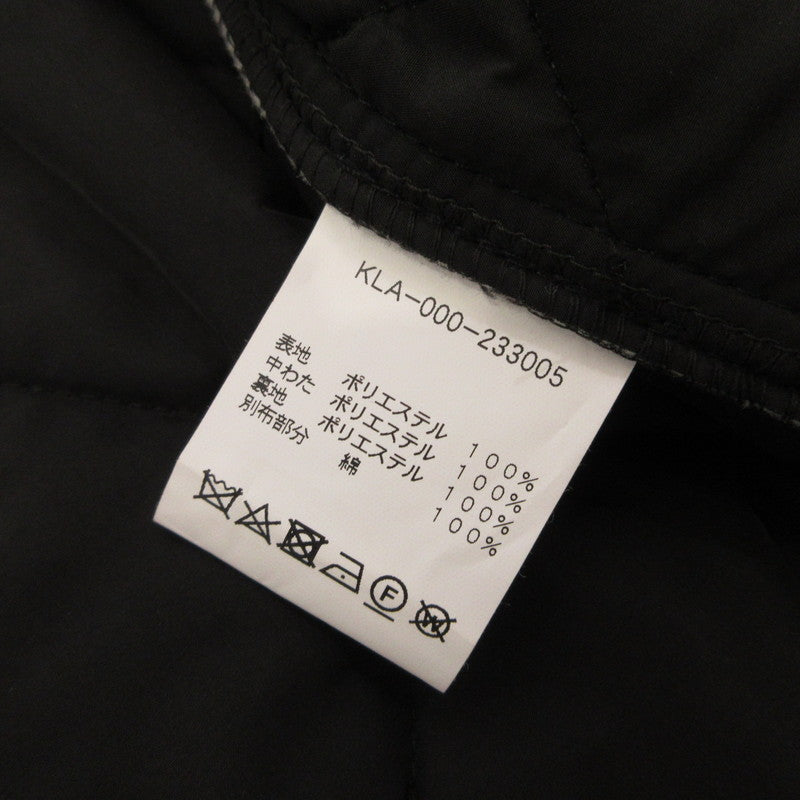 KLA-000-233005
表地 ポリエステル 100%
中わた ポリエステル 100%
裏地 ポリエステル 100%
別布部分 綿 100%
F
W